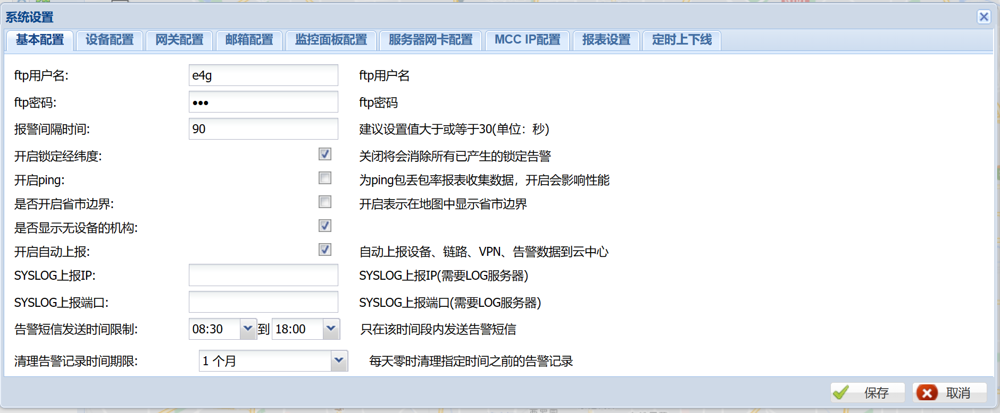 系统设置
基本配置 设备配置 网关配置 邮箱配置 监控面板配置 服务器网卡配置 MCC IP配置 报表设置 定时上下线
ftp用户名: e4g ftp用户名
ftp密码: ••• ftp密码
报警间隔时间: 90 建议设置值大于或等于30(单位：秒)
开启锁定经纬度: 关闭将会消除所有已产生的锁定告警
开启ping: 为ping包丢包率报表收集数据，开启会影响性能
是否开启省市边界: 开启表示在地图中显示省市边界
是否显示无设备的机构:
开启自动上报: 自动上报设备、链路、VPN、告警数据到云中心
SYSLOG上报IP: SYSLOG上报IP(需要LOG服务器)
SYSLOG上报端口: SYSLOG上报端口(需要LOG服务器)
告警短信发送时间限制: 08:30 到 18:00 只在该时间段内发送告警短信
清理告警记录时间期限: 1 个月 每天零时清理指定时间之前的告警记录
保存 取消